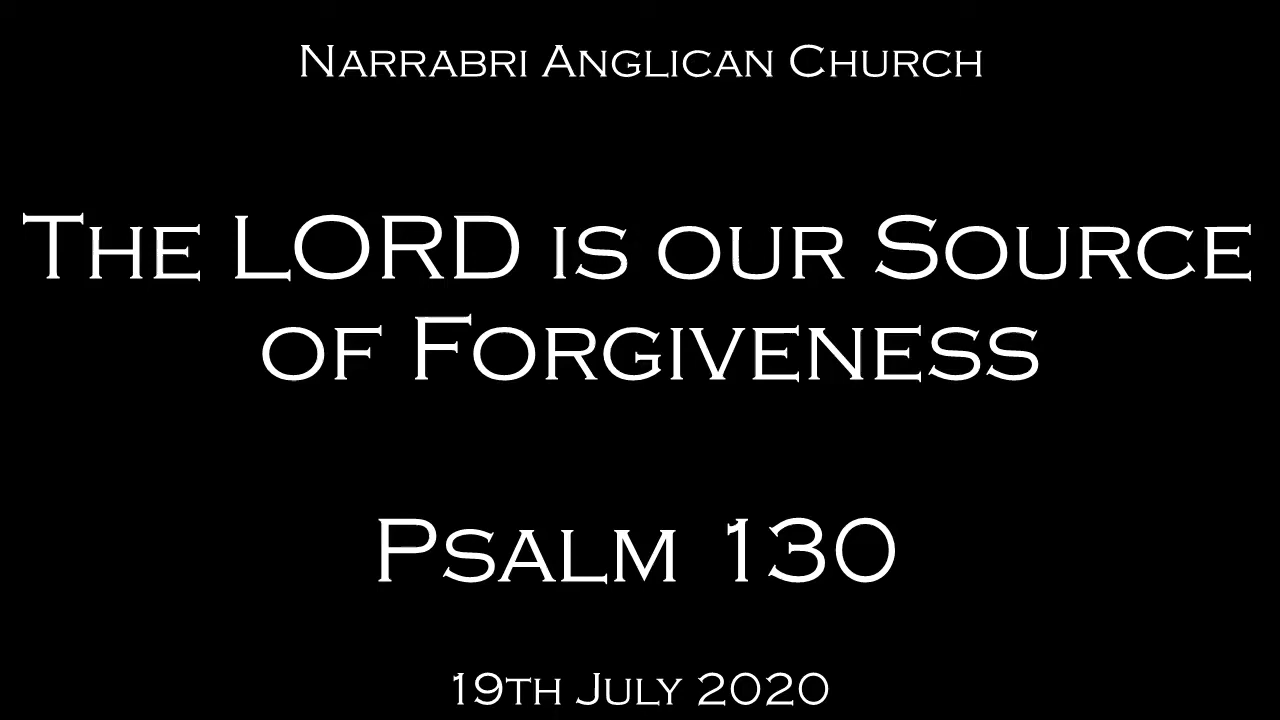 Narrabri Anglican Church
The LORD is our Source
of Forgiveness
Psalm 130
19th July 2020